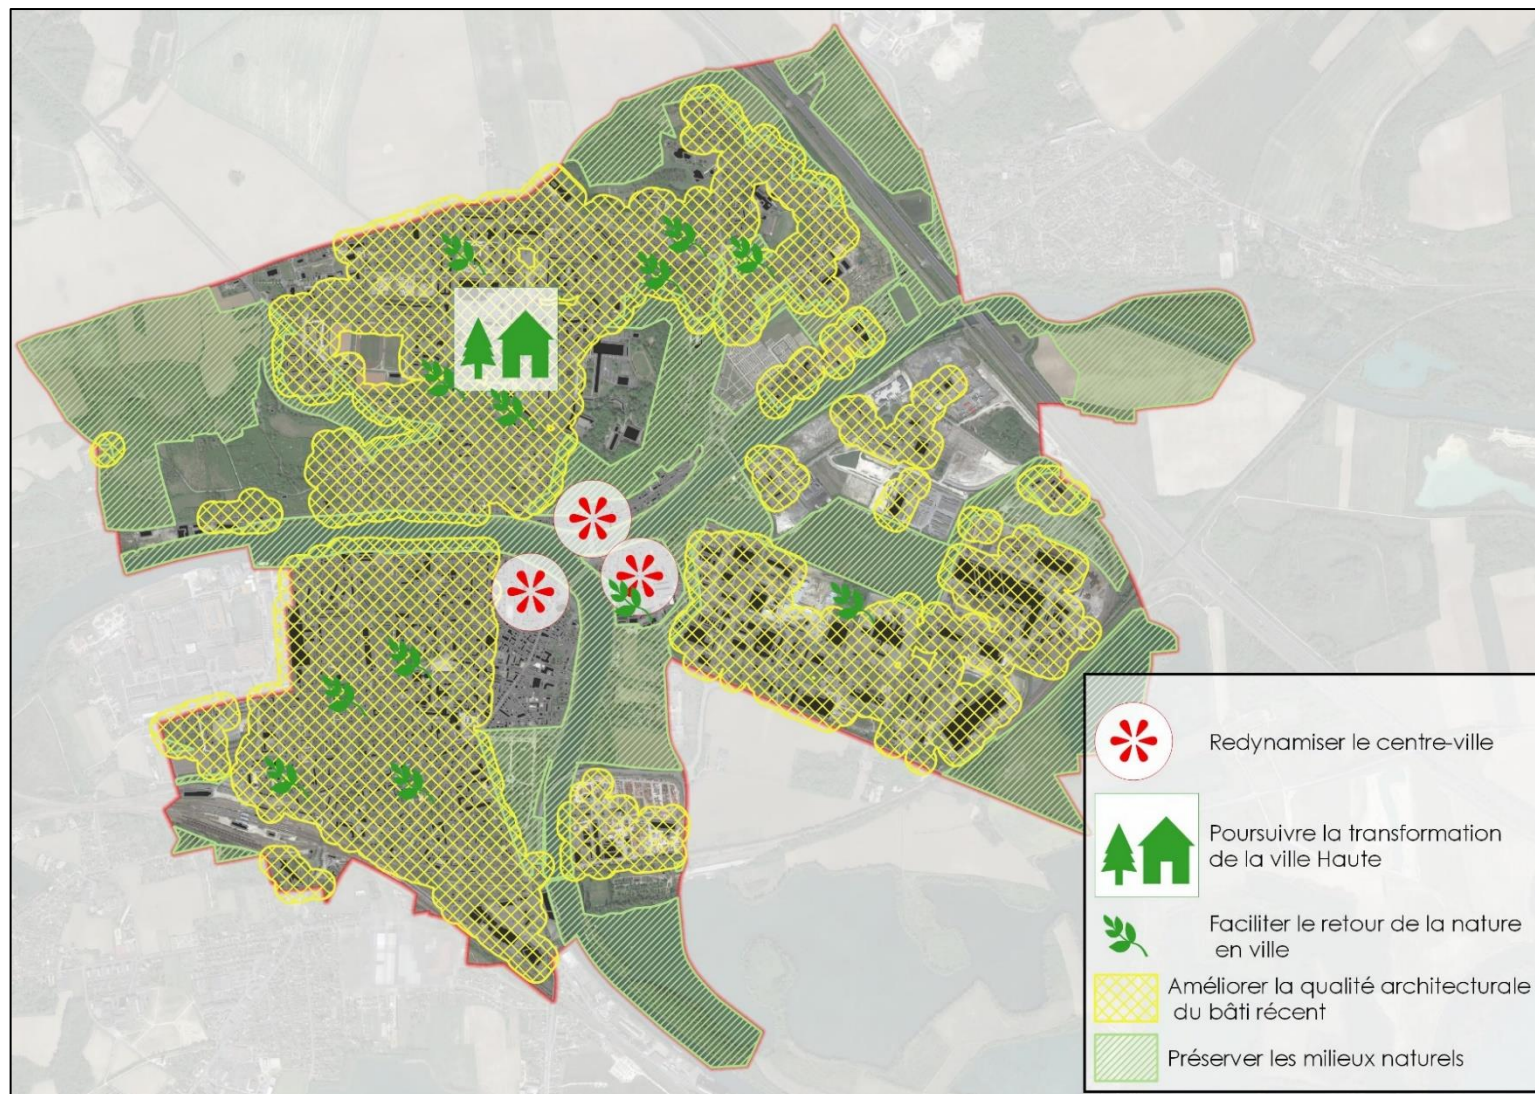 Redynamiser le centre-ville
Poursuivre la transformation
de la ville Haute
Faciliter le retour de la nature
en ville
Améliorer la qualité architecturale
du bâti récent
Préserver les milieux naturels